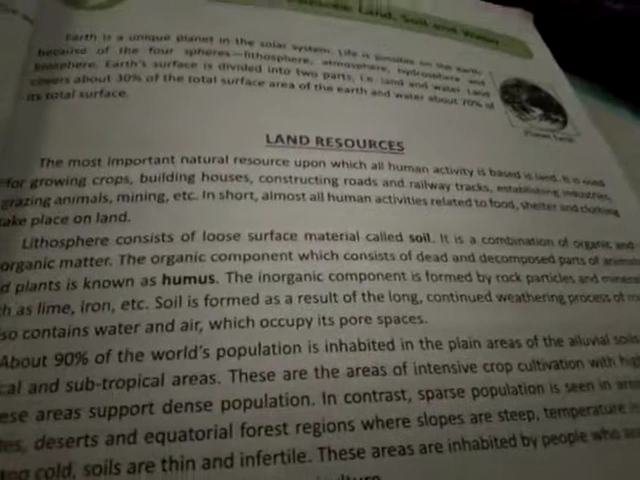 Land, Soil and Water
Earth is a unique planet in the solar system. Life is possible on the earth
because of the four spheres—lithosphere, atmosphere, hydrosphere and
biosphere. Earth's surface is divided into two parts, i.e. land and water. Land
covers about 30% of the total surface area of the earth and water about 70% of
its total surface.
Planet Earth
LAND RESOURCES
The most important natural resource upon which all human activity is based is land. It is used
for growing crops, building houses, constructing roads and railway tracks, establishing industries,
grazing animals, mining, etc. In short, almost all human activities related to food, shelter and clothing
take place on land.
Lithosphere consists of loose surface material called soil. It is a combination of organic and
organic matter. The organic component which consists of dead and decomposed parts of animals
d plants is known as humus. The inorganic component is formed by rock particles and minera
ch as lime, iron, etc. Soil is formed as a result of the long, continued weathering process of
so contains water and air, which occupy its pore spaces.
About 90% of the world's population is inhabited in the plain areas of the alluvial soils
cal and sub-tropical areas. These are the areas of intensive crop cultivation with high
ese areas support dense population. In contrast, sparse population is seen in
deserts and equatorial forest regions where slopes are steep, temperature is
cold, soils are thin and infertile. These areas are inhabited by people who